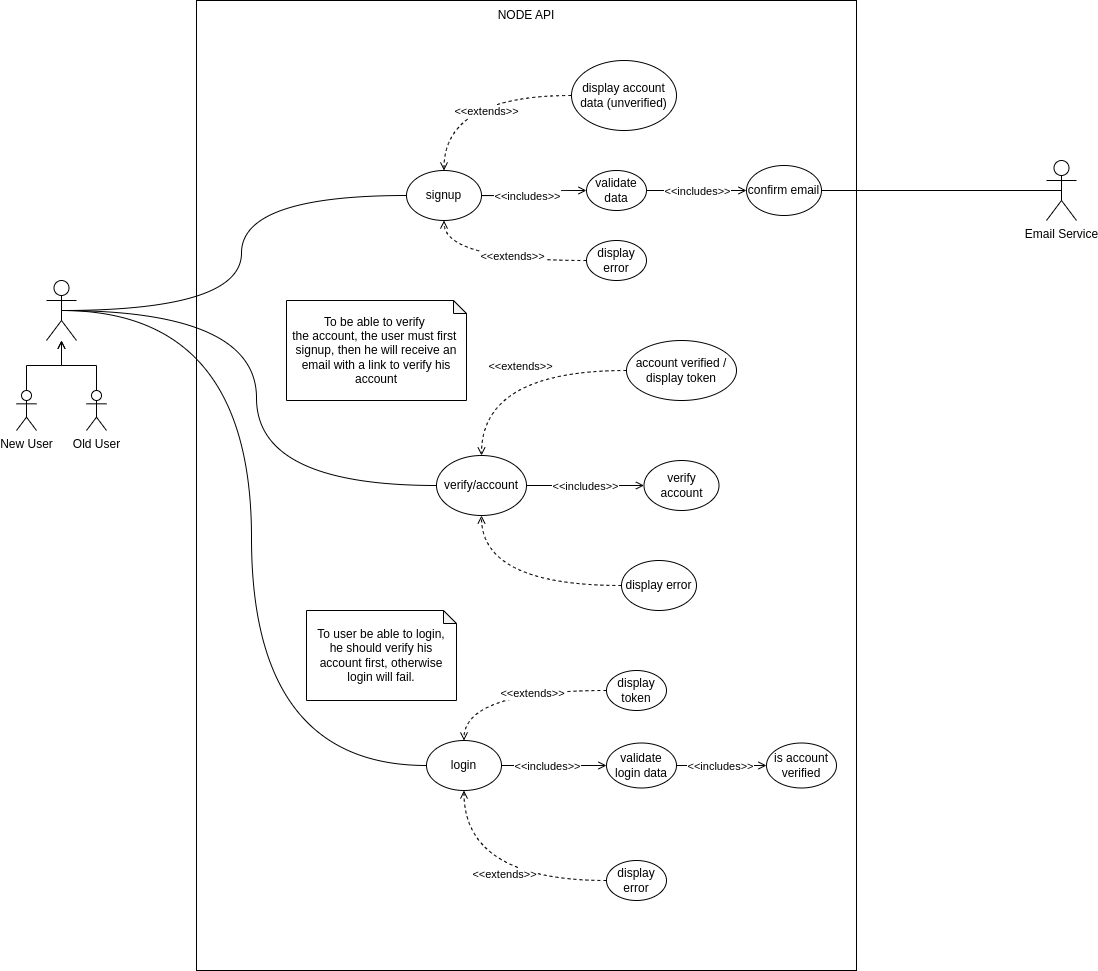 NODE API
display account
data (unverified)
<<extends>>
signup
<<includes>>
validate
data
<<includes>>
confirm email
Email Service
<<extends>>
display
error
To be able to verify
the account, the user must first
signup, then he will receive an
email with a link to verify his
account
<<extends>>
account verified /
display token
New User
Old User
verify/account
<<includes>>
verify
account
display error
To user be able to login,
he should verify his
account first, otherwise
login will fail.
<<extends>>
display
token
login
<<includes>>
validate
login data
<<includes>>
is account
verified
<<extends>>
display
error